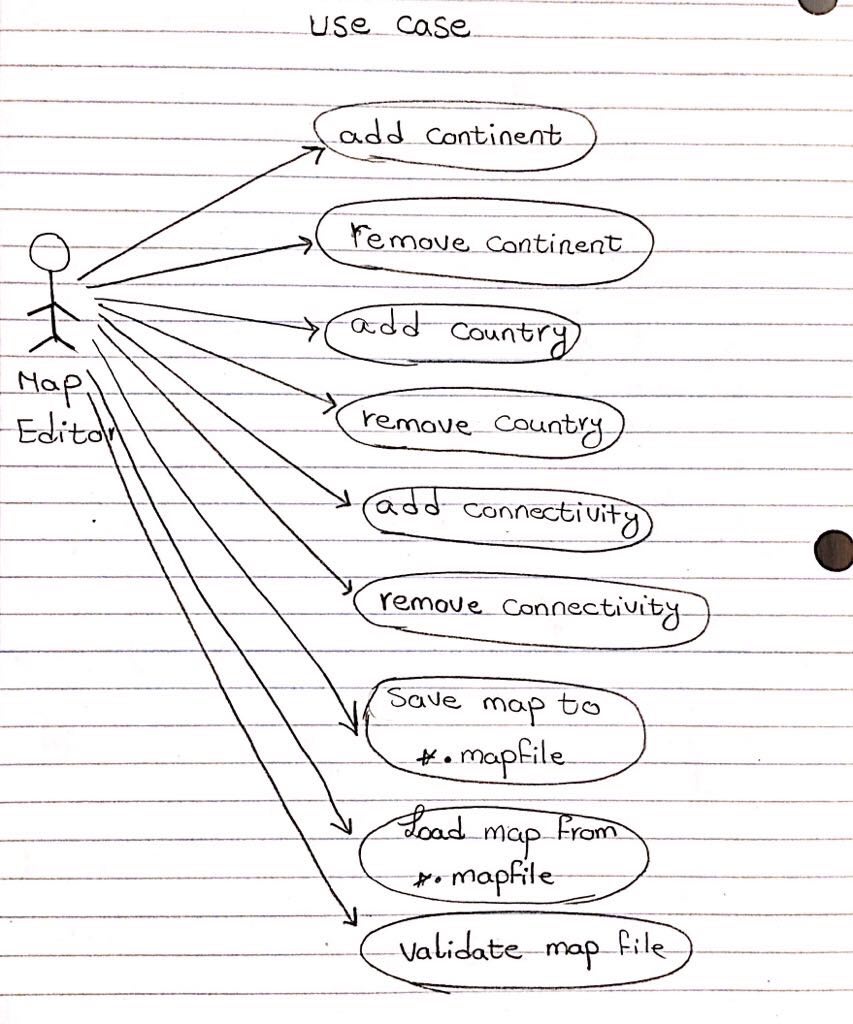 use case
add continent
remove continent
add country
remove country
Map
Editor
add connectivity
remove connectivity
Save map to
*.mapfile
Load map from
*.mapfile
validate map file